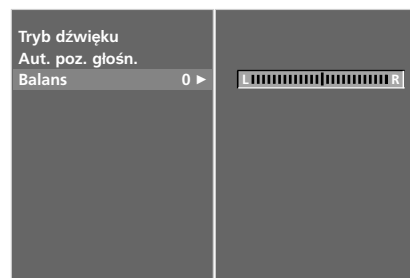 Tryb dźwięku
Aut. poz. głośn.
Balans 0 ►
L R